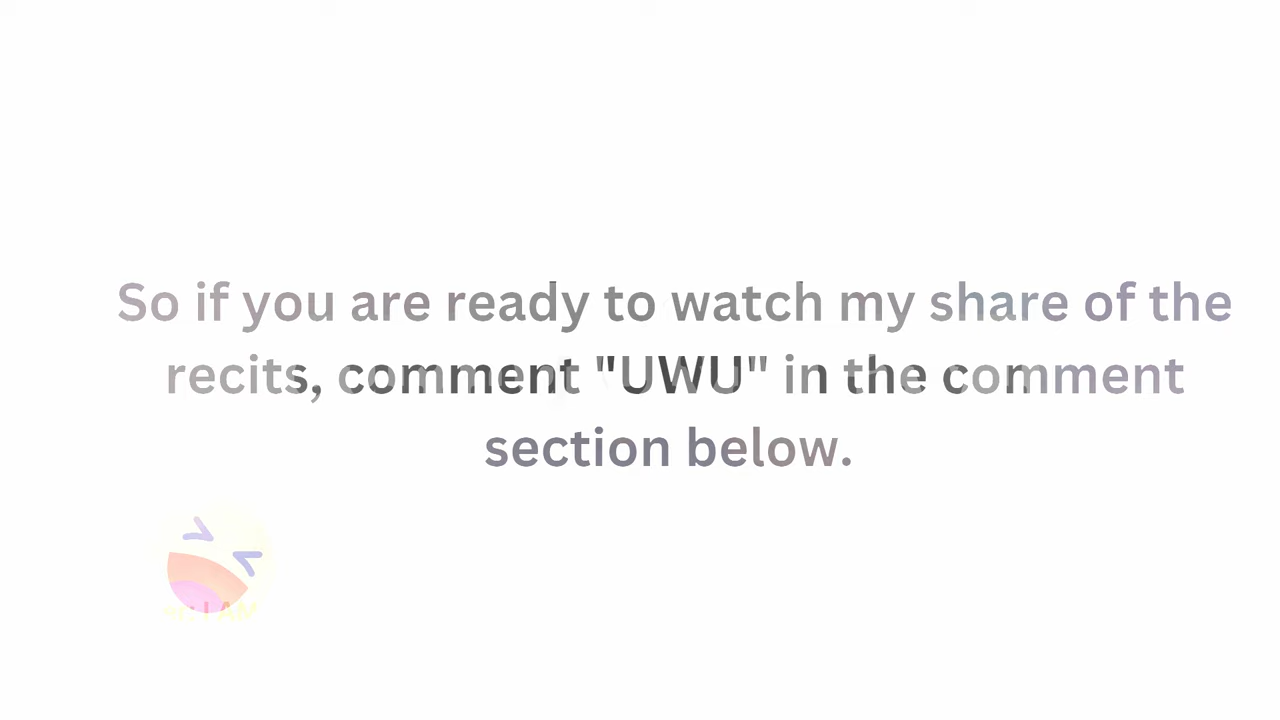 So if you are ready to watch my share of the
recits, comment "UWU" in the comment
section below.
I AM